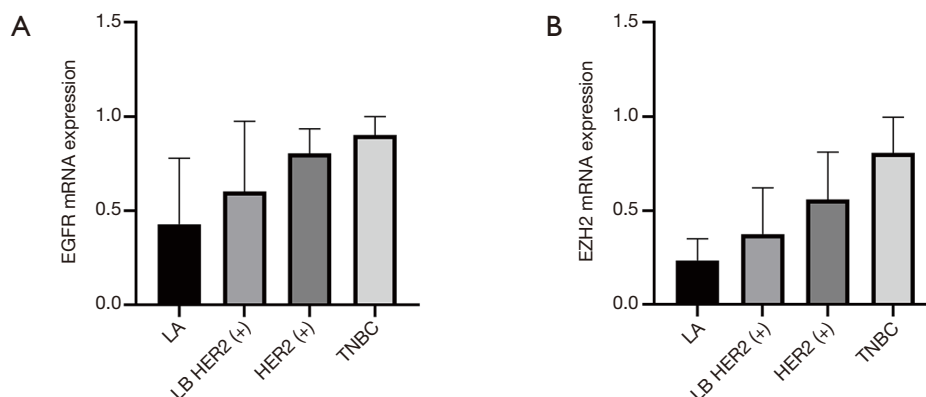 A
EGFR mRNA expression
1.5
1.0
0.5
0.0
LA
LB HER2 (+)
HER2 (+)
TNBC
B
EZH2 mRNA expression
1.5
1.0
0.5
0.0
LA
LB HER2 (+)
HER2 (+)
TNBC